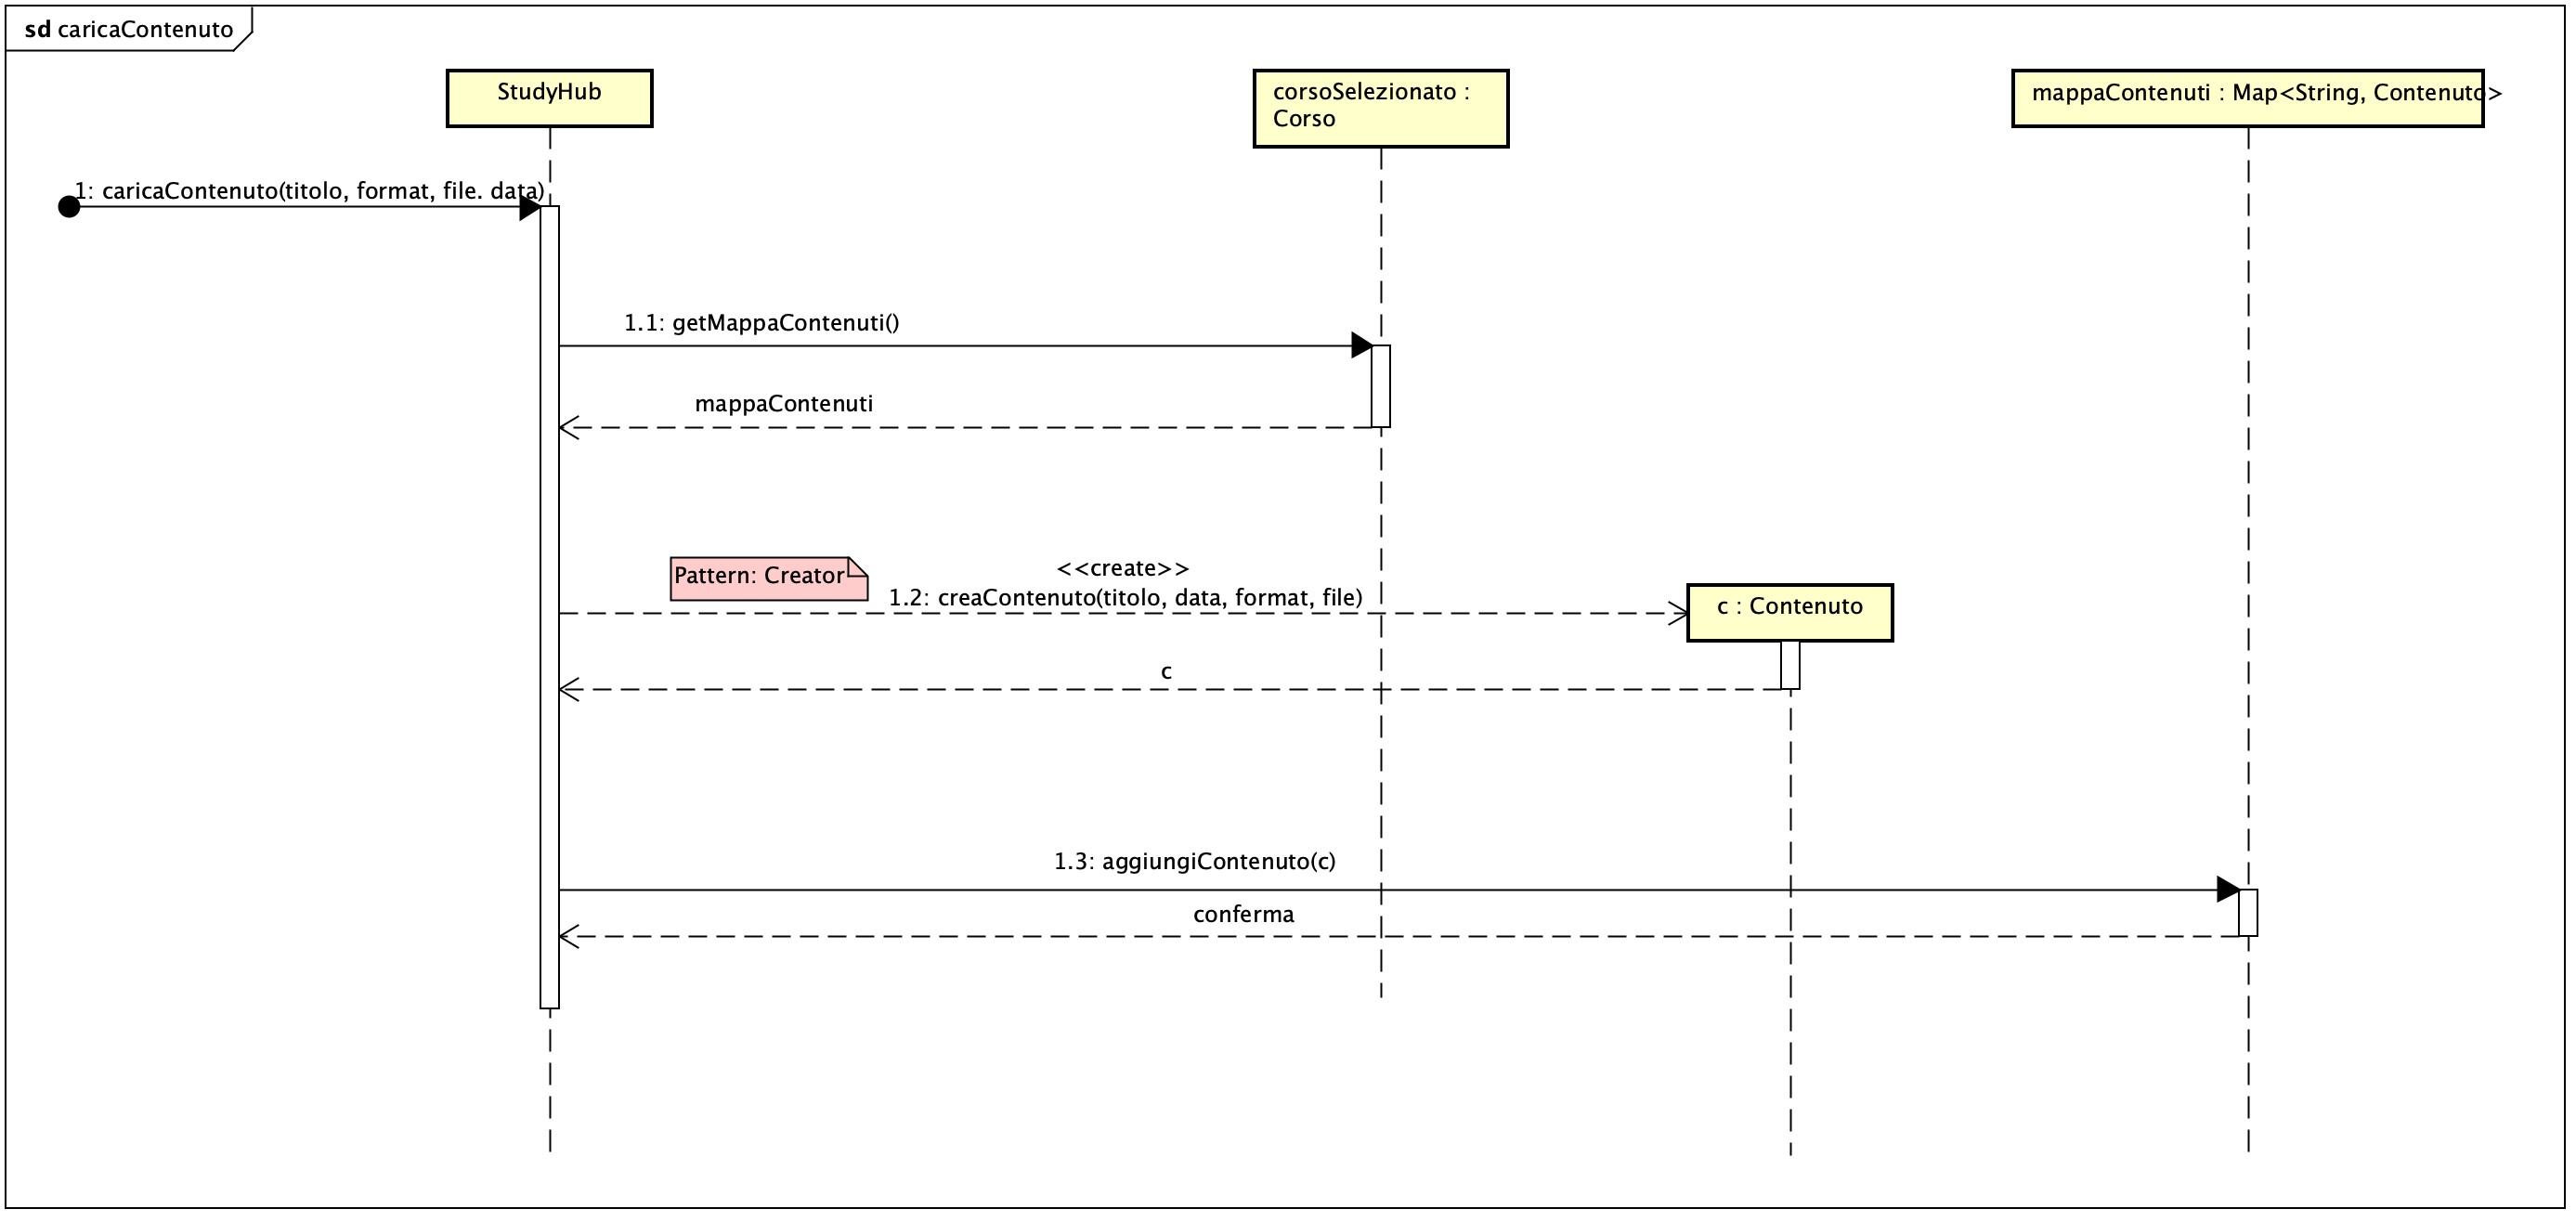 sd caricaContenuto
StudyHub
corsoSelezionato :
Corso
mappaContenuti : Map<String, Contenuto>
1: caricaContenuto(titolo, format, file. data)
1.1: getMappaContenuti()
mappaContenuti
Pattern: Creator
<<create>>
1.2: creaContenuto(titolo, data, format, file)
c : Contenuto
c
1.3: aggiungiContenuto(c)
conferma